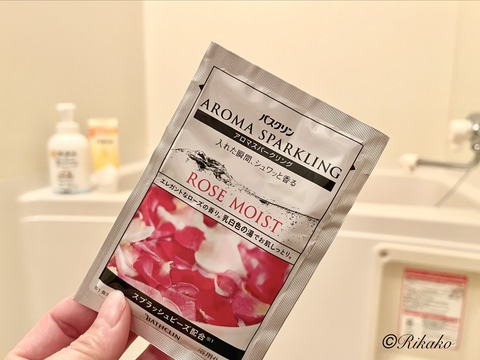 バスクリン
AROMA SPARKLING
アロマスパークリング
入れた瞬間、シュワッと香る
ROSE MOIST
エレガントなローズの香り。乳白色の湯でお肌しっとり。
スプラッシュビーズ配合
BATHCLIN
©Rikako